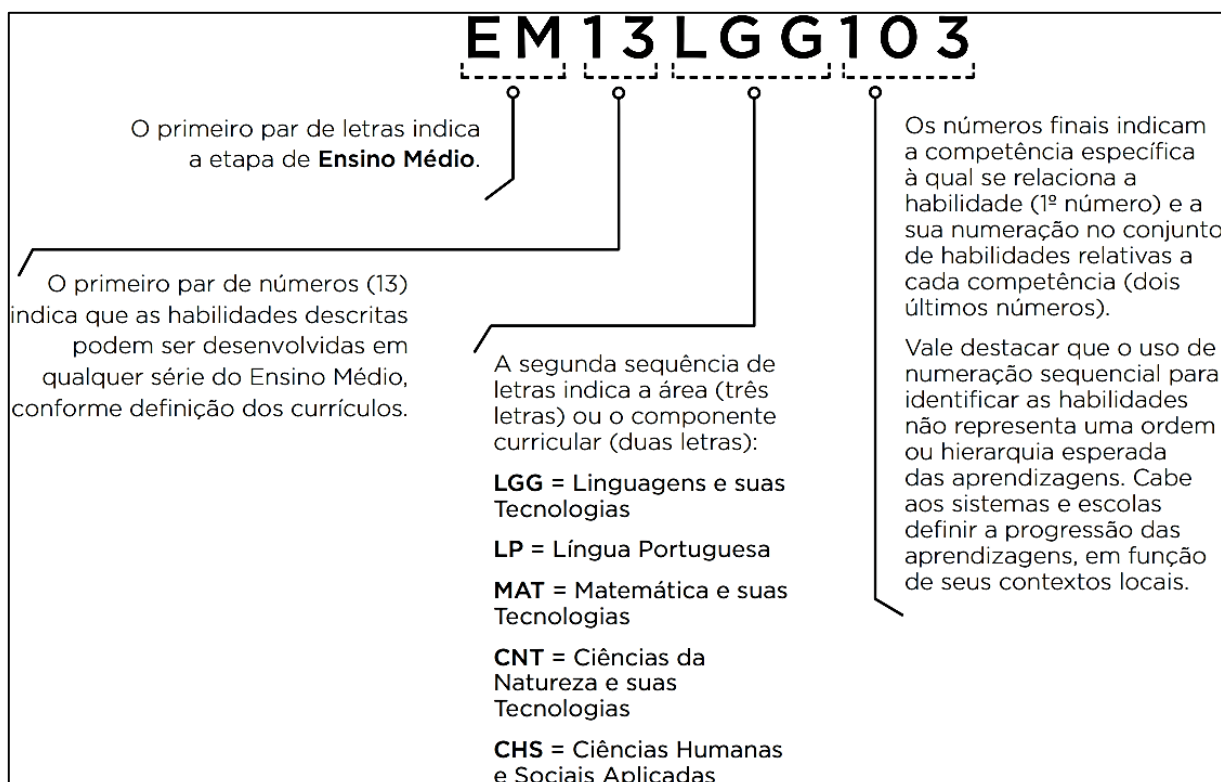 EM13LGG103
O primeiro par de letras indica
a etapa de Ensino Médio.
O primeiro par de números (13)
indica que as habilidades descritas
podem ser desenvolvidas em
qualquer série do Ensino Médio,
conforme definição dos currículos.
A segunda sequência de
letras indica a área (três
letras) ou o componente
curricular (duas letras):
LGG = Linguagens e suas
Tecnologias
LP = Língua Portuguesa
MAT = Matemática e suas
Tecnologias
CNT = Ciências da
Natureza e suas
Tecnologias
CHS = Ciências Humanas
e Sociais Aplicadas
Os números finais indicam
a competência específica
à qual se relaciona a
habilidade (1º número) e a
sua numeração no conjunto
de habilidades relativas a
cada competência (dois
últimos números).
Vale destacar que o uso de
numeração sequencial para
identificar as habilidades
não representa uma ordem
ou hierarquia esperada
das aprendizagens. Cabe
aos sistemas e escolas
definir a progressão das
aprendizagens, em função
de seus contextos locais.